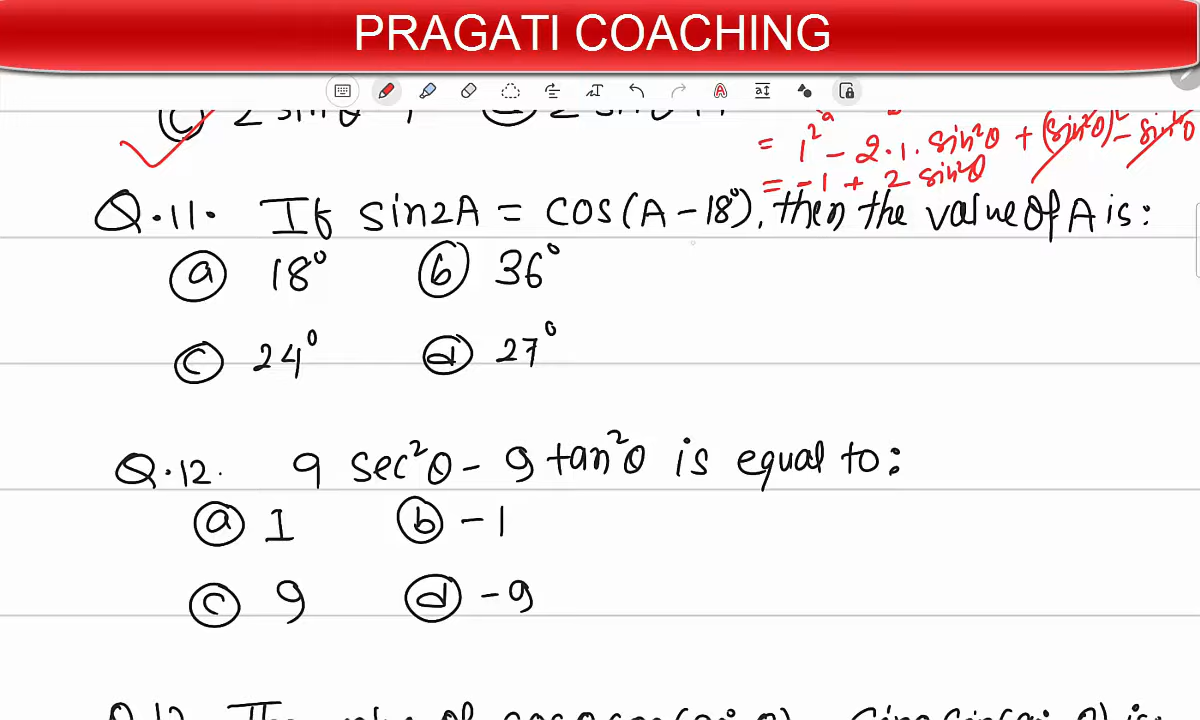 PRAGATI COACHING
= 1² - 2·1·sin²θ + (sin²θ)² - sin⁴θ
= -1 + 2 sin²θ
Q.11. If sin2A = cos(A-18°), then the value of A is:
(a) 18° (b) 36°
(c) 24° (d) 27°
Q.12. 9 sec²θ - 9 tan²θ is equal to:
(a) 1 (b) -1
(c) 9 (d) -9